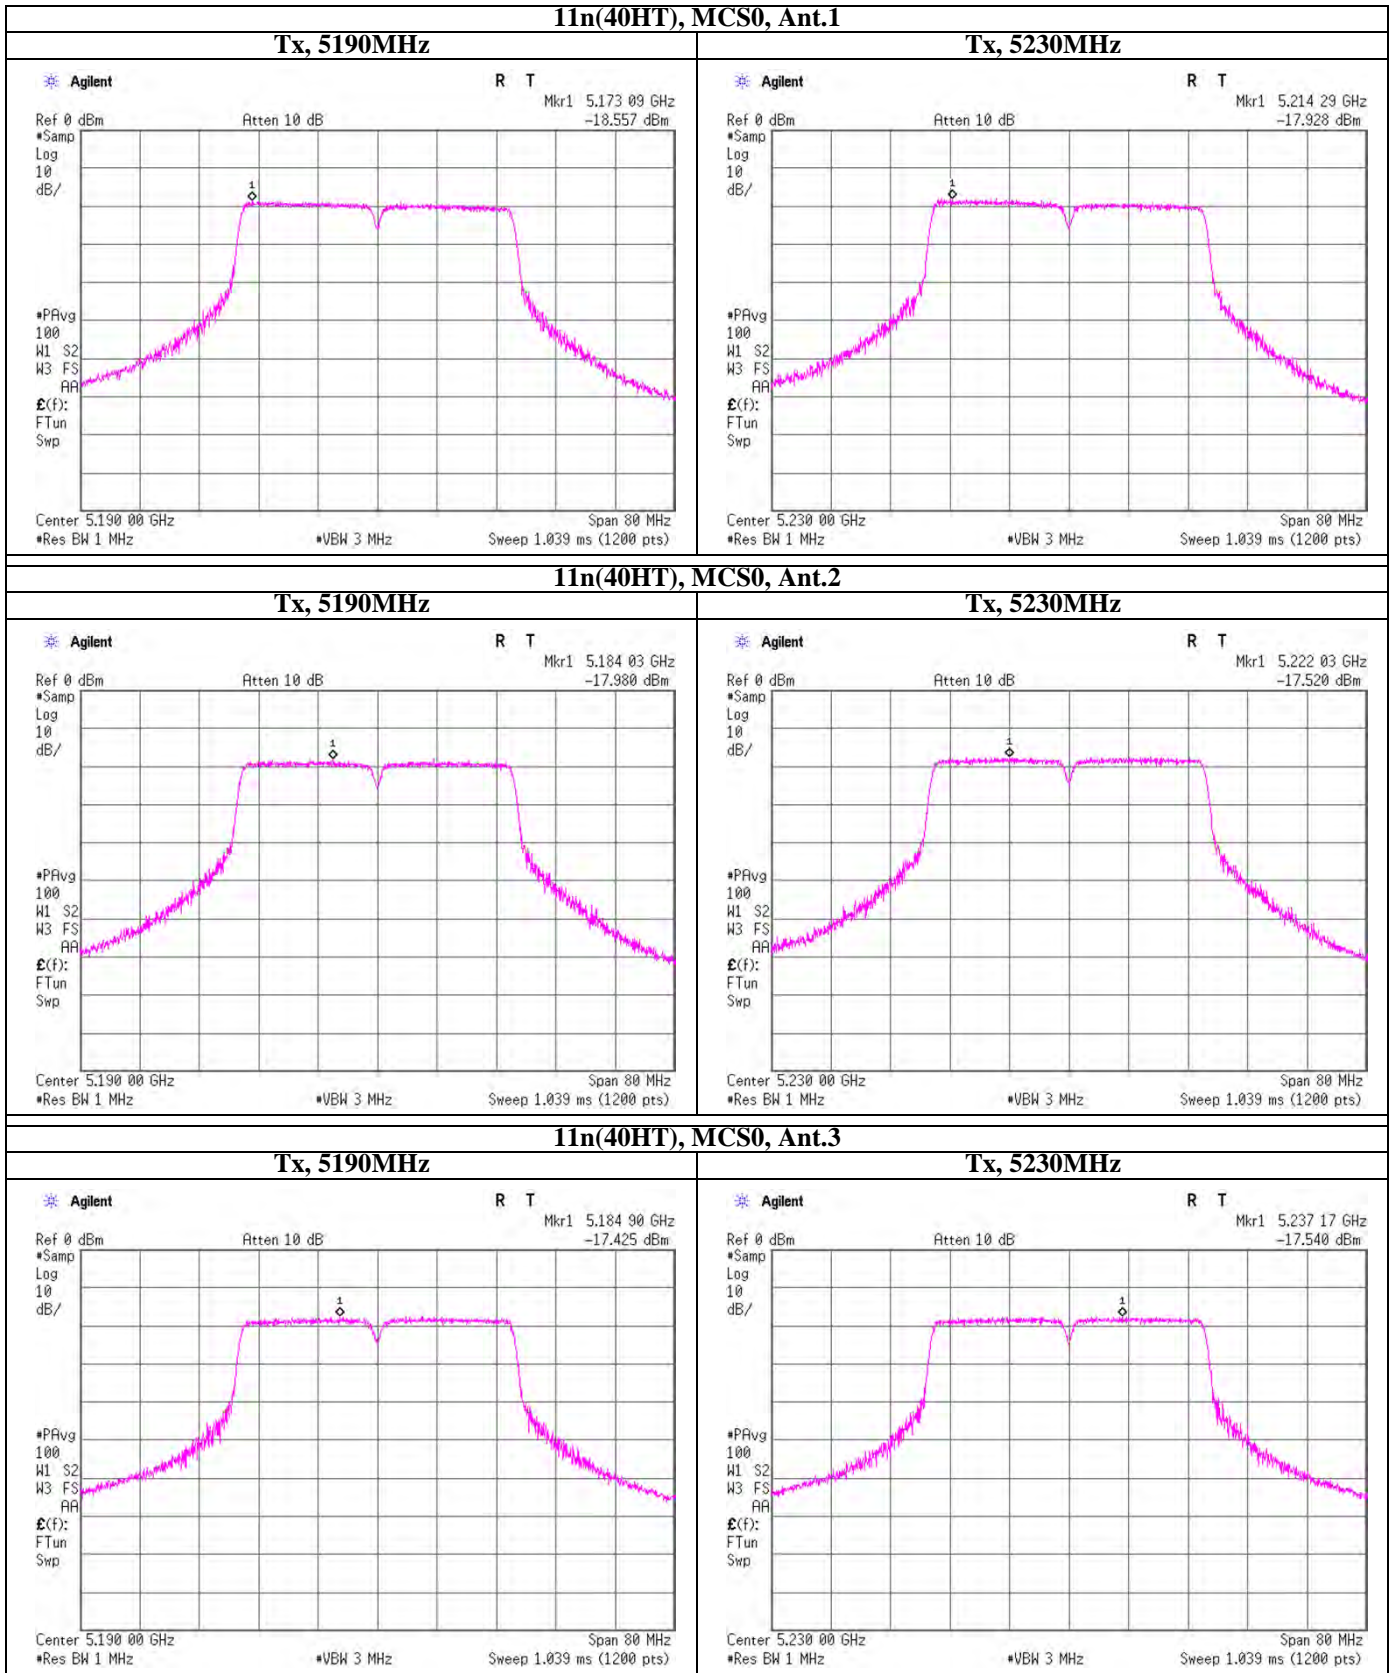 11n(40HT), MCS0, Ant.1
Tx, 5190MHz
Tx, 5230MHz
Agilent
R T
Mkr1 5.173 09 GHz
Ref 0 dBm
Atten 10 dB
-18.557 dBm
#Samp
Log
10
dB/
1
#PAvg
100
W1 S2
W3 FS
AA
£(f):
FTun
Swp
Center 5.190 00 GHz
Span 80 MHz
#Res BW 1 MHz
#VBW 3 MHz
Sweep 1.039 ms (1200 pts)
Agilent
R T
Mkr1 5.214 29 GHz
Ref 0 dBm
Atten 10 dB
-17.928 dBm
#Samp
Log
10
dB/
1
#PAvg
100
W1 S2
W3 FS
AA
£(f):
FTun
Swp
Center 5.230 00 GHz
Span 80 MHz
#Res BW 1 MHz
#VBW 3 MHz
Sweep 1.039 ms (1200 pts)
11n(40HT), MCS0, Ant.2
Tx, 5190MHz
Tx, 5230MHz
Agilent
R T
Mkr1 5.184 03 GHz
Ref 0 dBm
Atten 10 dB
-17.980 dBm
#Samp
Log
10
dB/
1
#PAvg
100
W1 S2
W3 FS
AA
£(f):
FTun
Swp
Center 5.190 00 GHz
Span 80 MHz
#Res BW 1 MHz
#VBW 3 MHz
Sweep 1.039 ms (1200 pts)
Agilent
R T
Mkr1 5.222 03 GHz
Ref 0 dBm
Atten 10 dB
-17.520 dBm
#Samp
Log
10
dB/
1
#PAvg
100
W1 S2
W3 FS
AA
£(f):
FTun
Swp
Center 5.230 00 GHz
Span 80 MHz
#Res BW 1 MHz
#VBW 3 MHz
Sweep 1.039 ms (1200 pts)
11n(40HT), MCS0, Ant.3
Tx, 5190MHz
Tx, 5230MHz
Agilent
R T
Mkr1 5.184 90 GHz
Ref 0 dBm
Atten 10 dB
-17.425 dBm
#Samp
Log
10
dB/
1
#PAvg
100
W1 S2
W3 FS
AA
£(f):
FTun
Swp
Center 5.190 00 GHz
Span 80 MHz
#Res BW 1 MHz
#VBW 3 MHz
Sweep 1.039 ms (1200 pts)
Agilent
R T
Mkr1 5.237 17 GHz
Ref 0 dBm
Atten 10 dB
-17.540 dBm
#Samp
Log
10
dB/
1
#PAvg
100
W1 S2
W3 FS
AA
£(f):
FTun
Swp
Center 5.230 00 GHz
Span 80 MHz
#Res BW 1 MHz
#VBW 3 MHz
Sweep 1.039 ms (1200 pts)